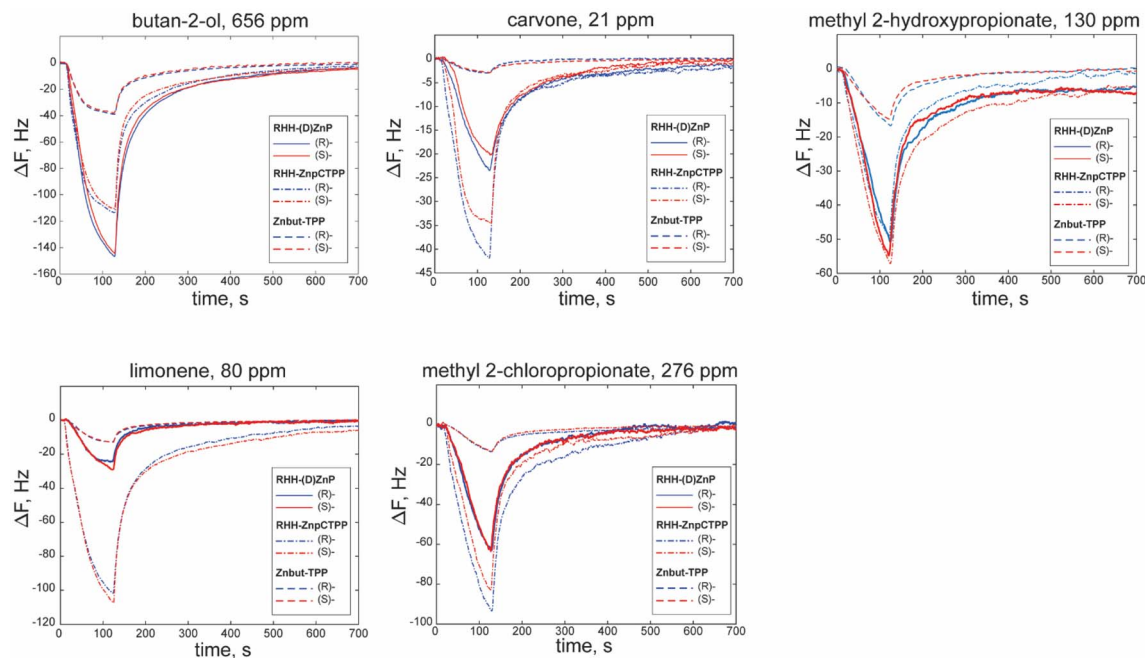 butan-2-ol, 656 ppm
ΔF, Hz
0
-20
-40
-60
-80
-100
-120
-140
-160
0 100 200 300 400 500 600 700
time, s
RHH-(D)ZnP
(R)-
(S)-
RHH-ZnpCTPP
(R)-
(S)-
Znbut-TPP
(R)-
(S)-
carvone, 21 ppm
ΔF, Hz
0
-5
-10
-15
-20
-25
-30
-35
-40
-45
0 100 200 300 400 500 600 700
time, s
RHH-(D)ZnP
(R)-
(S)-
RHH-ZnpCTPP
(R)-
(S)-
Znbut-TPP
(R)-
(S)-
methyl 2-hydroxypropionate, 130 ppm
ΔF, Hz
0
-10
-20
-30
-40
-50
-60
0 100 200 300 400 500 600 700
time, s
RHH-(D)ZnP
(R)-
(S)-
RHH-ZnpCTPP
(R)-
(S)-
Znbut-TPP
(R)-
(S)-
limonene, 80 ppm
ΔF, Hz
0
-20
-40
-60
-80
-100
-120
0 100 200 300 400 500 600 700
time, s
RHH-(D)ZnP
(R)-
(S)-
RHH-ZnpCTPP
(R)-
(S)-
Znbut-TPP
(R)-
(S)-
methyl 2-chloropropionate, 276 ppm
ΔF, Hz
0
-20
-40
-60
-80
-100
0 100 200 300 400 500 600 700
time, s
RHH-(D)ZnP
(R)-
(S)-
RHH-ZnpCTPP
(R)-
(S)-
Znbut-TPP
(R)-
(S)-